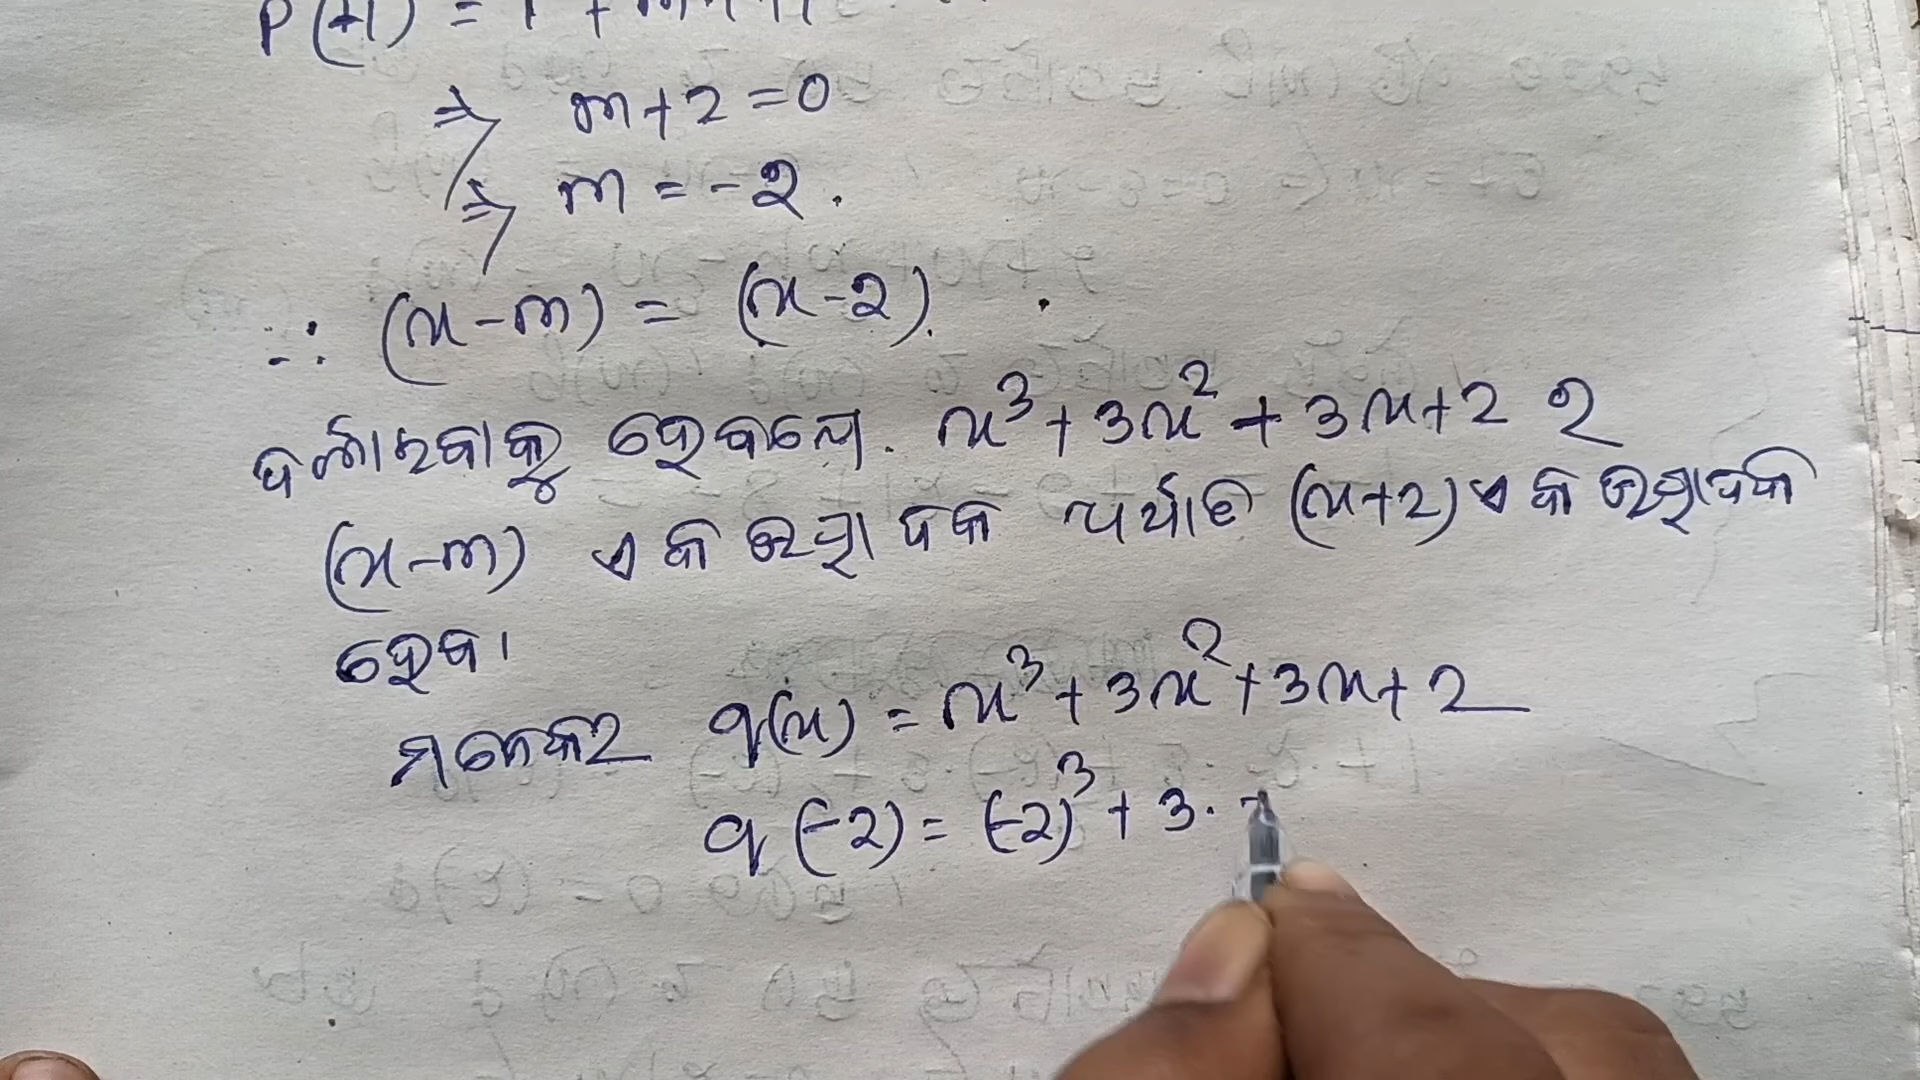 ⇒ m+2=0
⇒ m = -2.
∴ (x-m) = (x-2).
ଦର୍ଶାଇବାକୁ ହେବଯେ. x³+3x²+3x+2 ର
(x-m) ଏକ ଉତ୍ପାଦକ ଅର୍ଥାତ (x+2) ଏକ ଉତ୍ପାଦକ
ହେବ।
ମନେକର q(x) = x³+3x²+3x+2
q(-2) = (-2)³+3.